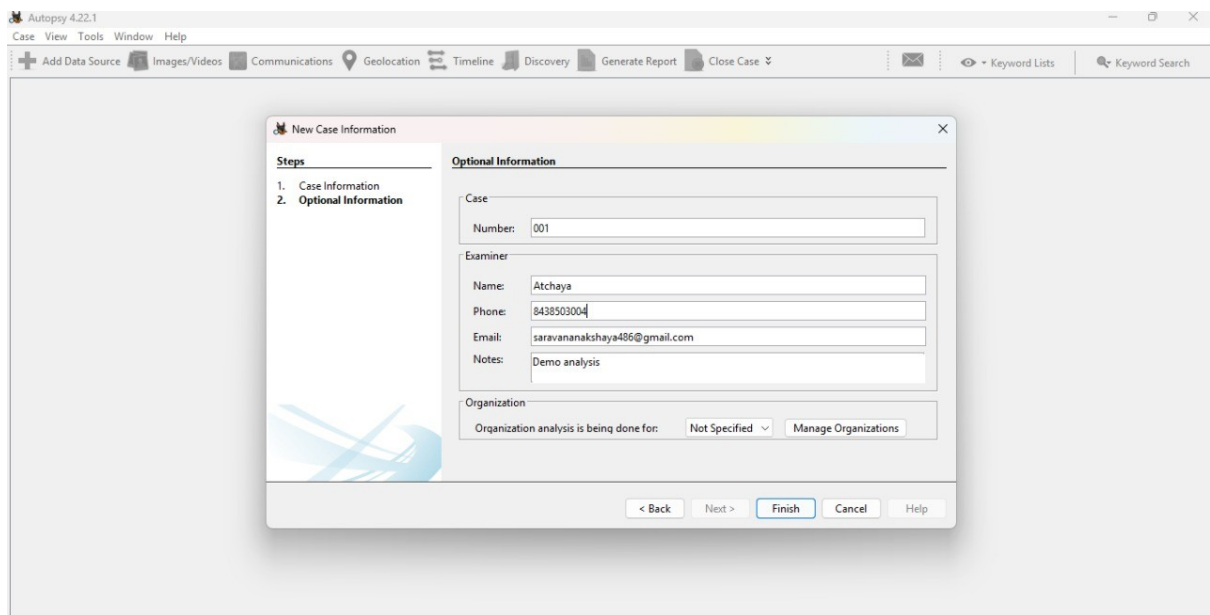 Autopsy 4.22.1
Case View Tools Window Help
Add Data Source Images/Videos Communications Geolocation Timeline Discovery Generate Report Close Case Keyword Lists Keyword Search
New Case Information
Steps
1. Case Information
2. Optional Information
Optional Information
Case
Number: 001
Examiner
Name: Atchaya
Phone: 8438503004
Email: saravananakshaya486@gmail.com
Notes: Demo analysis
Organization
Organization analysis is being done for: Not Specified Manage Organizations
< Back Next > Finish Cancel Help